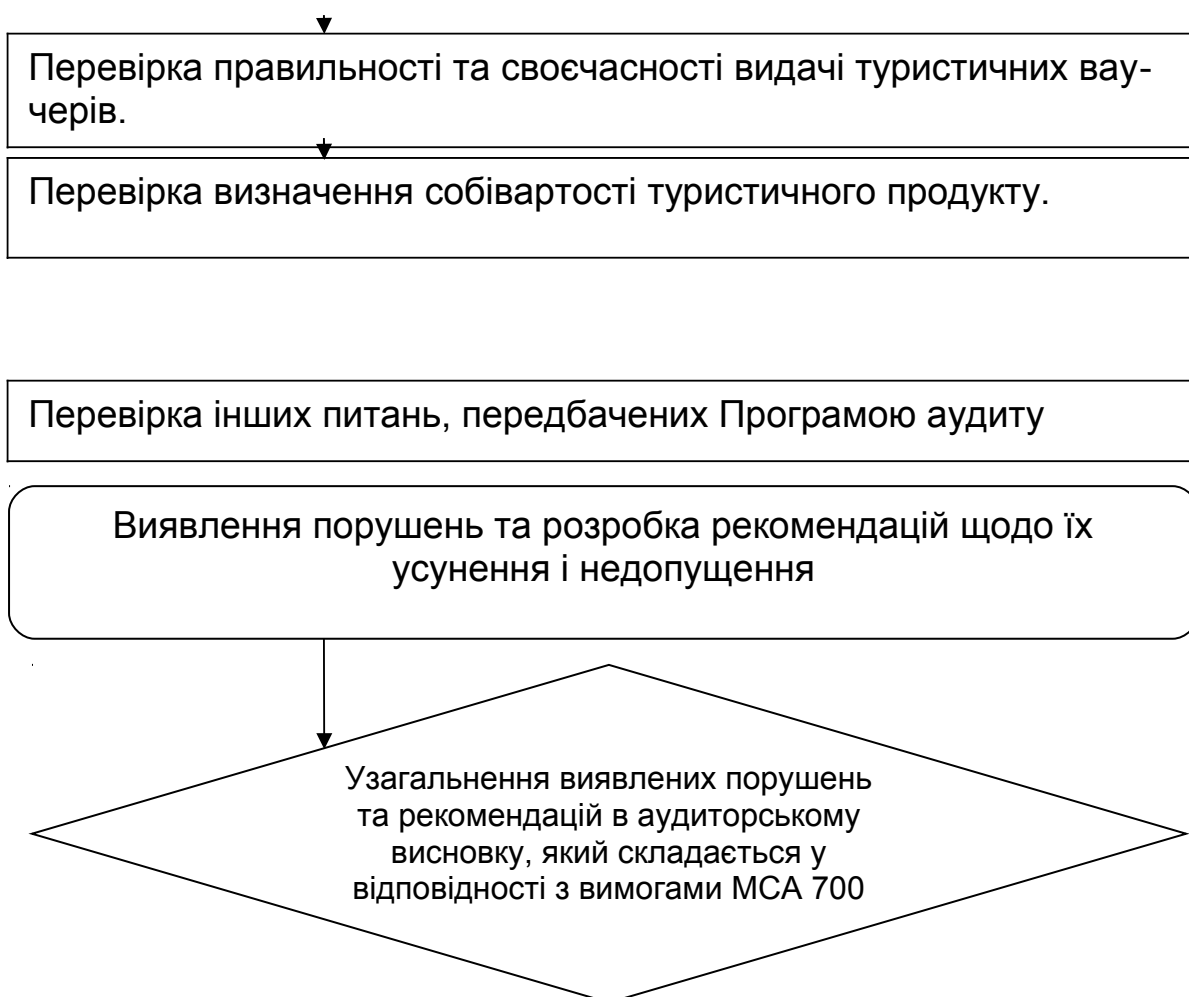 Перевірка правильності та своєчасності видачі туристичних вау-
черів.
Перевірка визначення собівартості туристичного продукту.
Перевірка інших питань, передбачених Програмою аудиту
Виявлення порушень та розробка рекомендацій щодо їх
усунення і недопущення
Узагальнення виявлених порушень
та рекомендацій в аудиторському
висновку, який складається у
відповідності з вимогами МСА 700